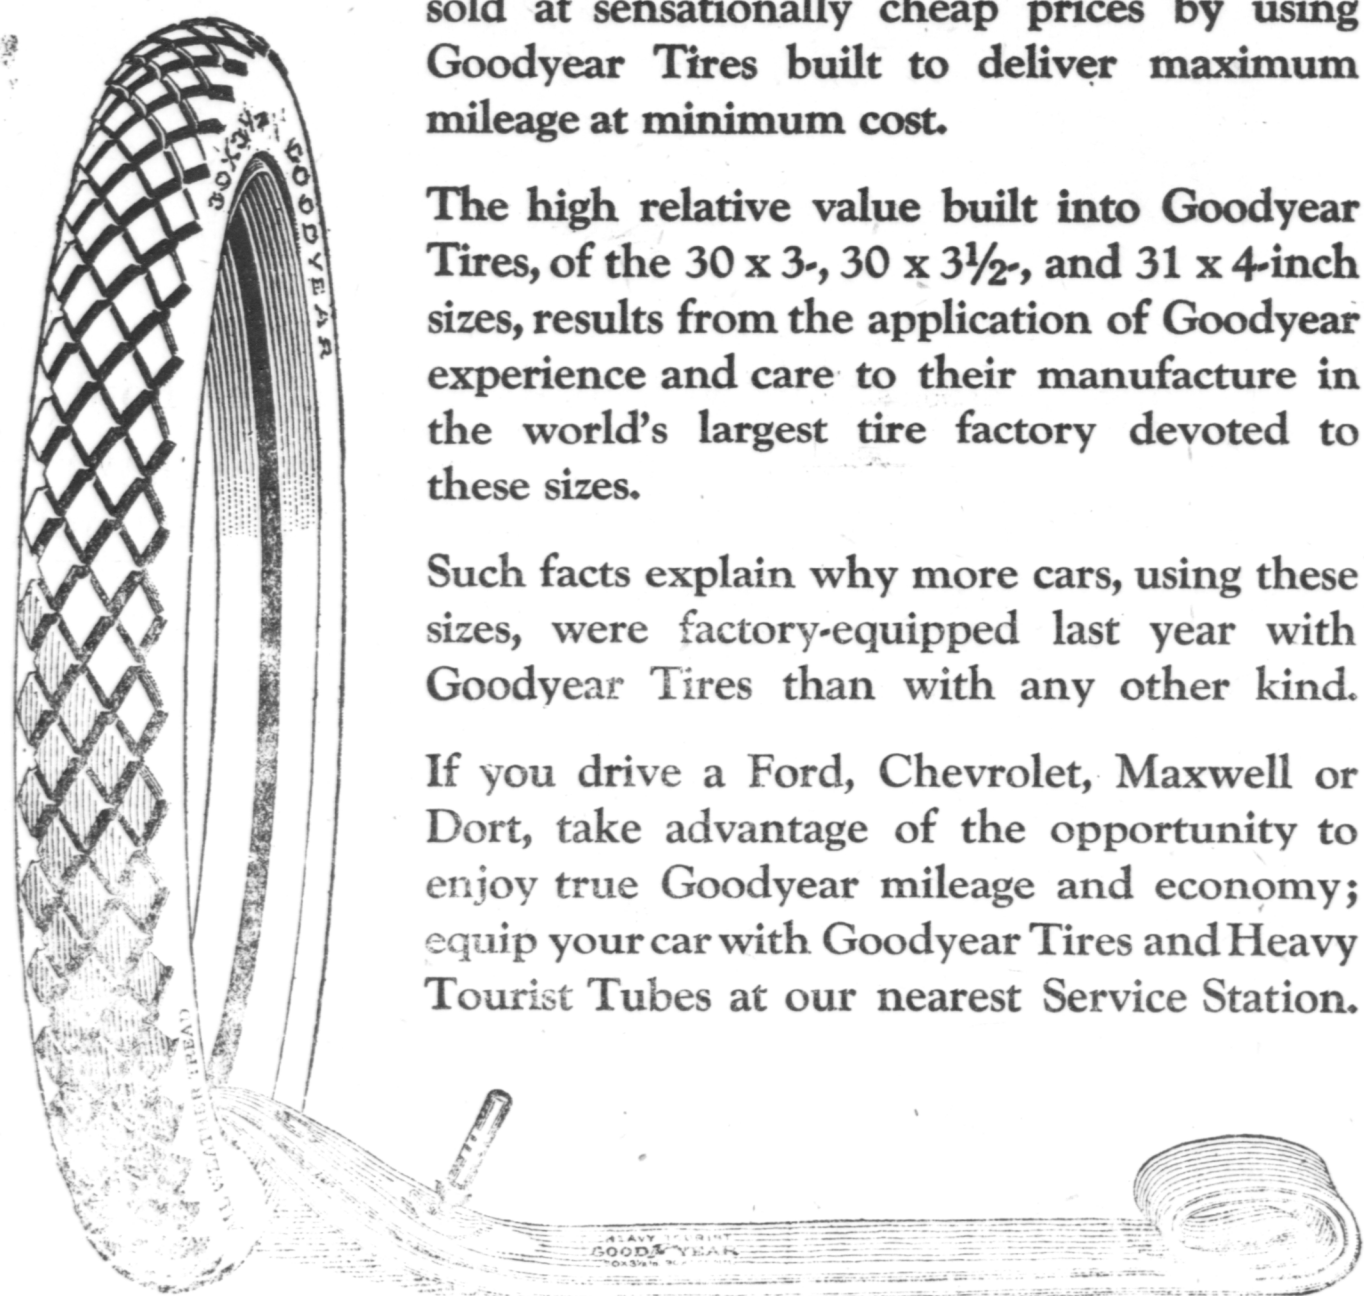 sold at sensationally cheap prices by using
Goodyear Tires built to deliver maximum
mileage at minimum cost.
The high relative value built into Goodyear
Tires, of the 30 x 3-, 30 x 3½-, and 31 x 4-inch
sizes, results from the application of Goodyear
experience and care to their manufacture in
the world's largest tire factory devoted to
these sizes.
Such facts explain why more cars, using these
sizes, were factory-equipped last year with
Goodyear Tires than with any other kind.
If you drive a Ford, Chevrolet, Maxwell or
Dort, take advantage of the opportunity to
enjoy true Goodyear mileage and economy;
equip your car with Goodyear Tires and Heavy
Tourist Tubes at our nearest Service Station.
30X3½
GOODYEAR
HEAVY TOURIST
GOODYEAR